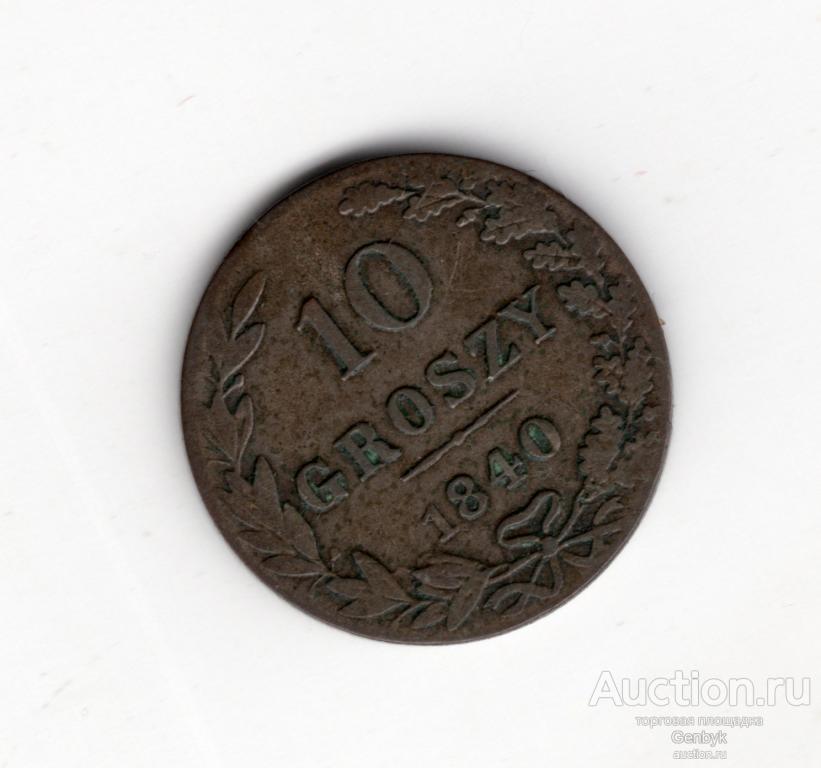 10
GROSZY
1840
Auction.ru
торговая площадка
Genbyk
auction.ru